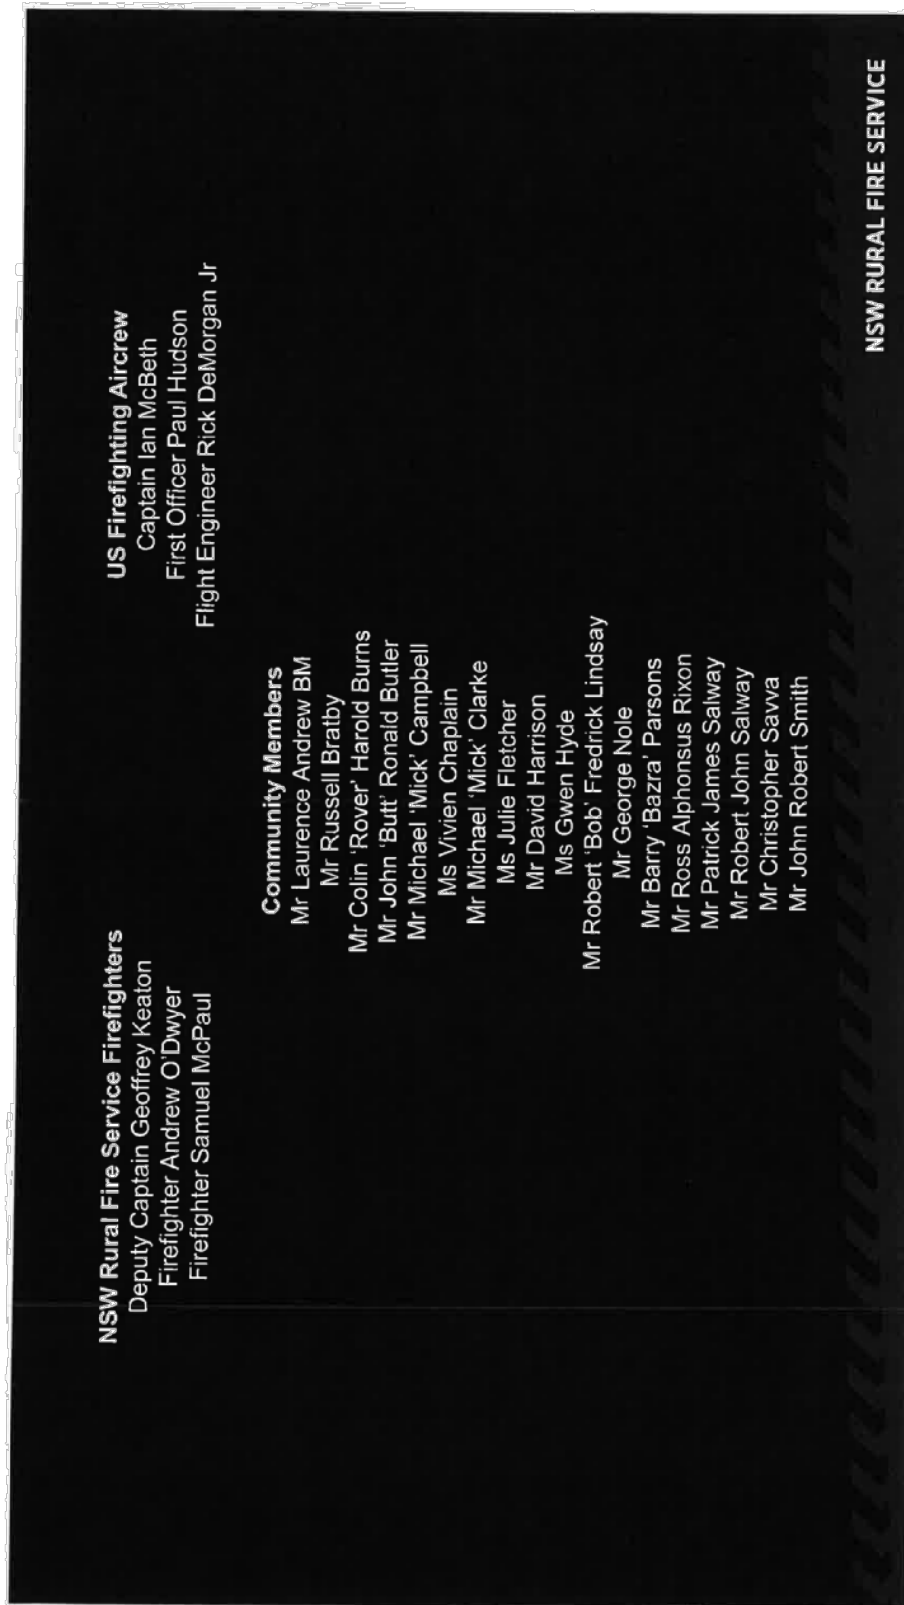 NSW Rural Fire Service Firefighters
Deputy Captain Geoffrey Keaton
Firefighter Andrew O'Dwyer
Firefighter Samuel McPaul
US Firefighting Aircrew
Captain Ian McBeth
First Officer Paul Hudson
Flight Engineer Rick DeMorgan Jr
Community Members
Mr Laurence Andrew BM
Mr Russell Bratby
Mr Colin 'Rover' Harold Burns
Mr John 'Butt' Ronald Butler
Mr Michael 'Mick' Campbell
Ms Vivien Chaplain
Mr Michael 'Mick' Clarke
Ms Julie Fletcher
Mr David Harrison
Ms Gwen Hyde
Mr Robert 'Bob' Fredrick Lindsay
Mr George Nole
Mr Barry 'Bazra' Parsons
Mr Ross Alphonsus Rixon
Mr Patrick James Salway
Mr Robert John Salway
Mr Christopher Savva
Mr John Robert Smith
NSW RURAL FIRE SERVICE